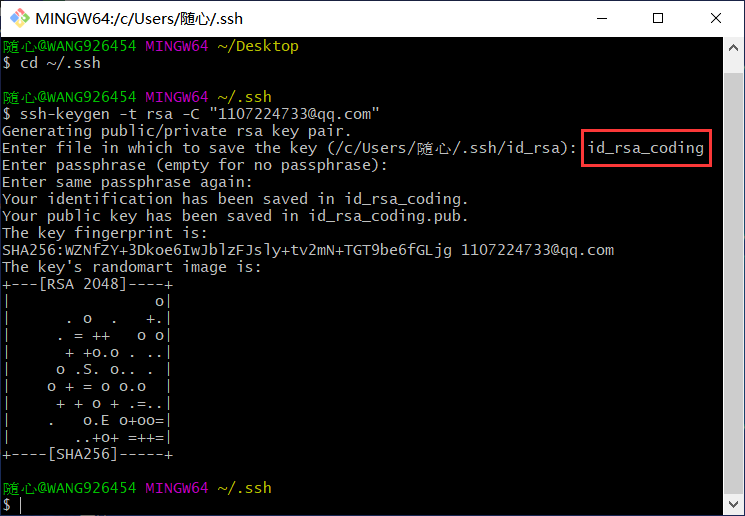 MINGW64:/c/Users/随心/.ssh
随心@WANG926454 MINGW64 ~/Desktop
$ cd ~/.ssh
随心@WANG926454 MINGW64 ~/.ssh
$ ssh-keygen -t rsa -C "1107224733@qq.com"
Generating public/private rsa key pair.
Enter file in which to save the key (/c/Users/随心/.ssh/id_rsa): id_rsa_coding
Enter passphrase (empty for no passphrase):
Enter same passphrase again:
Your identification has been saved in id_rsa_coding.
Your public key has been saved in id_rsa_coding.pub.
The key fingerprint is:
SHA256:WZNfZY+3Dkoe6IwJblzFJsly+tv2mN+TGT9be6fGLjg 1107224733@qq.com
The key's randomart image is:
+---[RSA 2048]----+
|                o|
|      . o  .   +.|
|     . = ++   o o|
|      + +o.o . ..|
|     o .S. o.. . |
|    o + = o o.o  |
|     + + o + .=..|
|    .   o.E o+oo=|
|       ..+o+ =++=|
+----[SHA256]-----+
随心@WANG926454 MINGW64 ~/.ssh
$